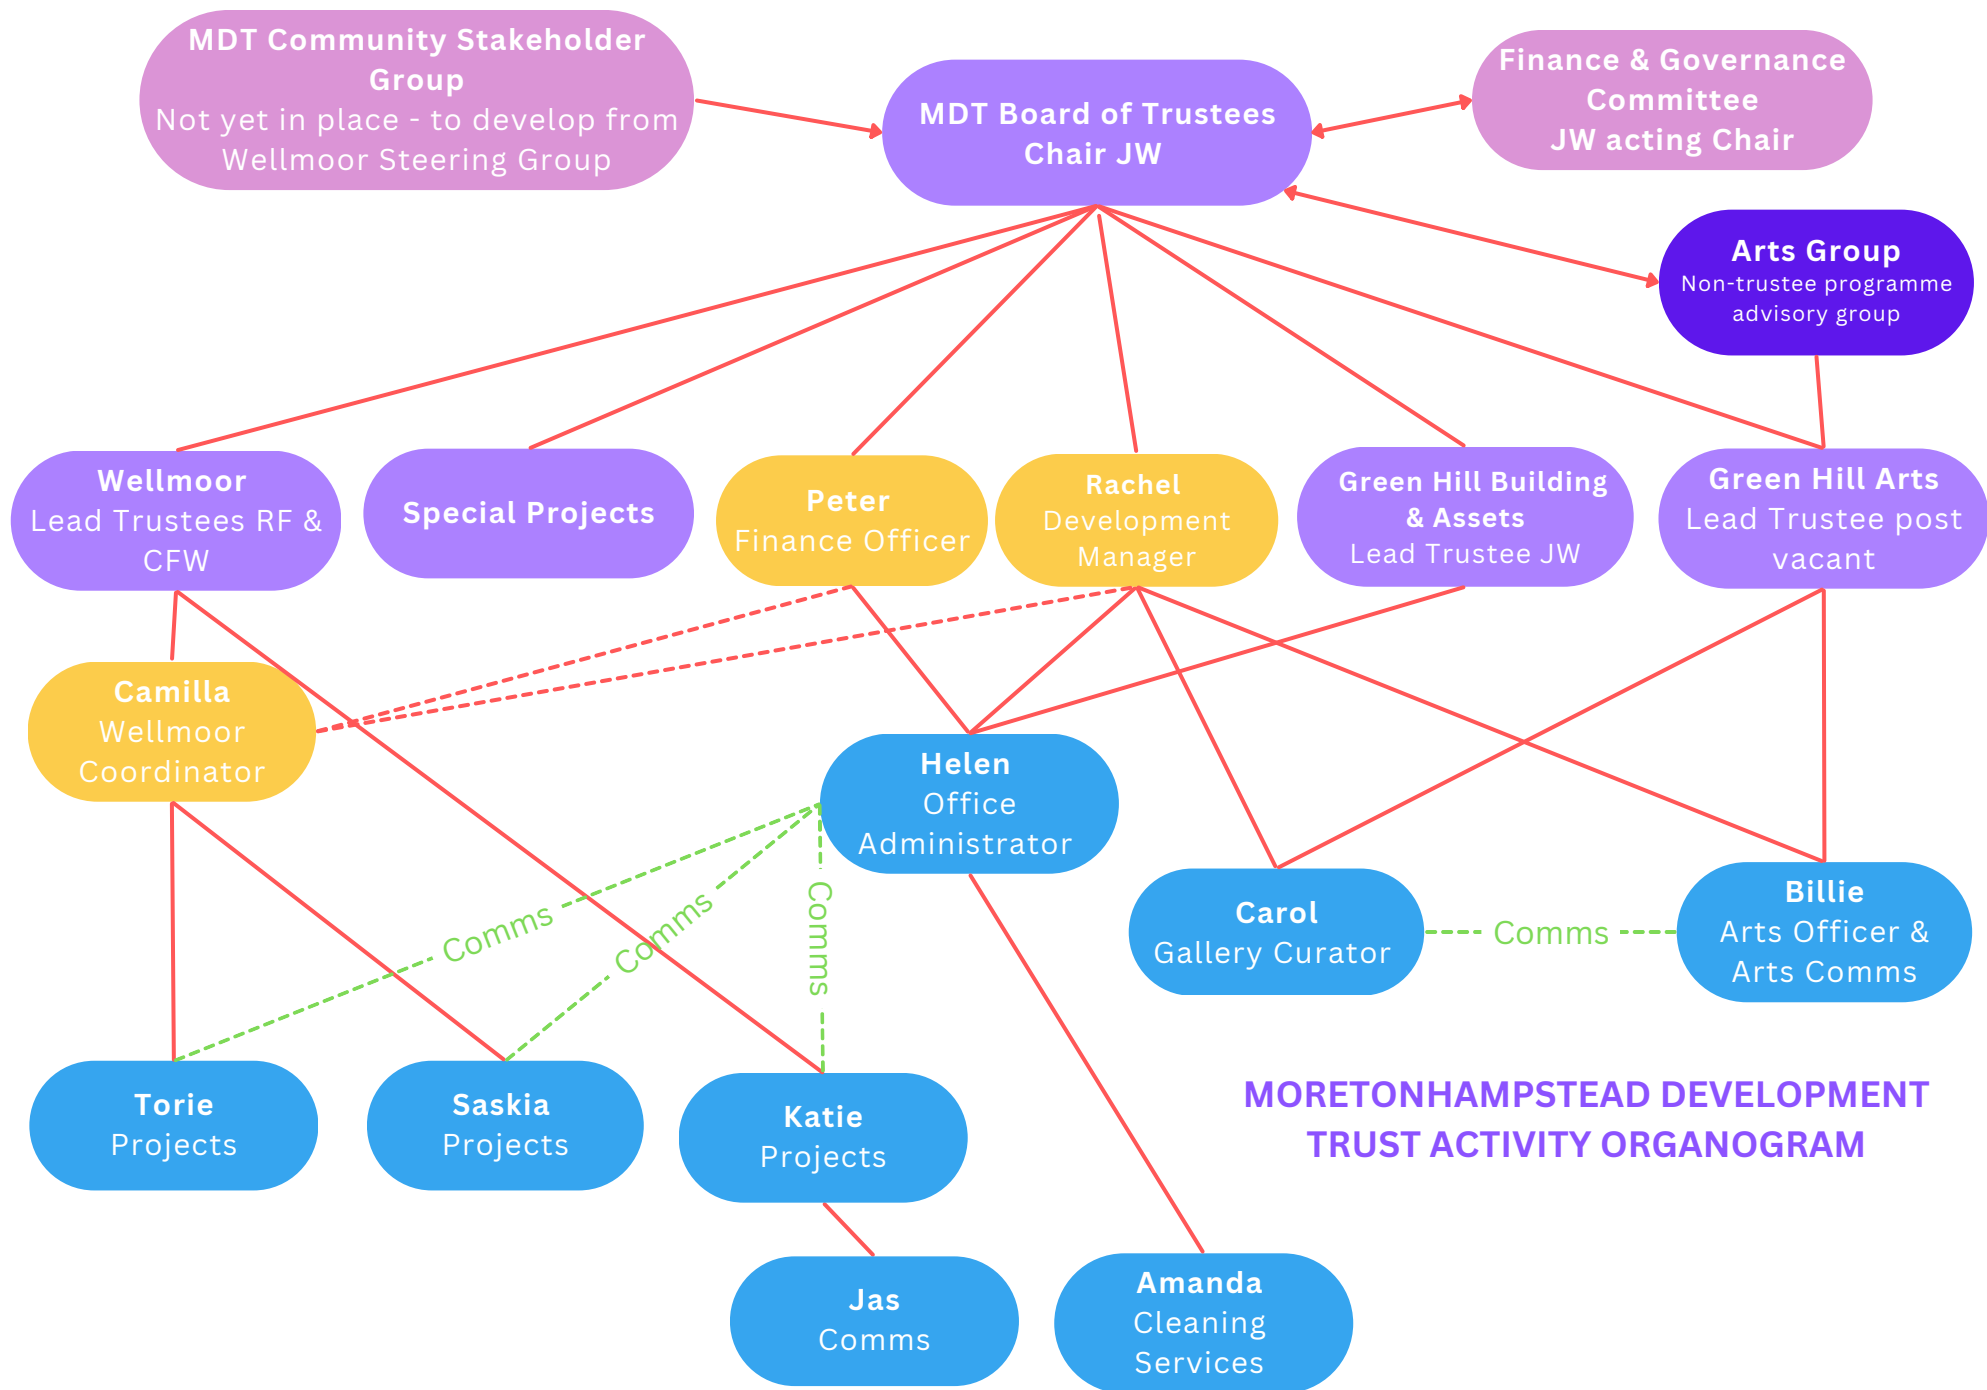 MDT Community Stakeholder
Group
Not yet in place - to develop from
Wellmoor Steering Group
MDT Board of Trustees
Chair JW
Finance & Governance
Committee
JW acting Chair
Arts Group
Non-trustee programme
advisory group
Wellmoor
Lead Trustees RF &
CFW
Special Projects
Peter
Finance Officer
Rachel
Development
Manager
Green Hill Building
& Assets
Lead Trustee JW
Green Hill Arts
Lead Trustee post
vacant
Camilla
Wellmoor
Coordinator
Helen
Office
Administrator
Comms
Comms
Comms
Carol
Gallery Curator
Comms
Billie
Arts Officer &
Arts Comms
Torie
Projects
Saskia
Projects
Katie
Projects
MORETONHAMPSTEAD DEVELOPMENT
TRUST ACTIVITY ORGANOGRAM
Jas
Comms
Amanda
Cleaning
Services